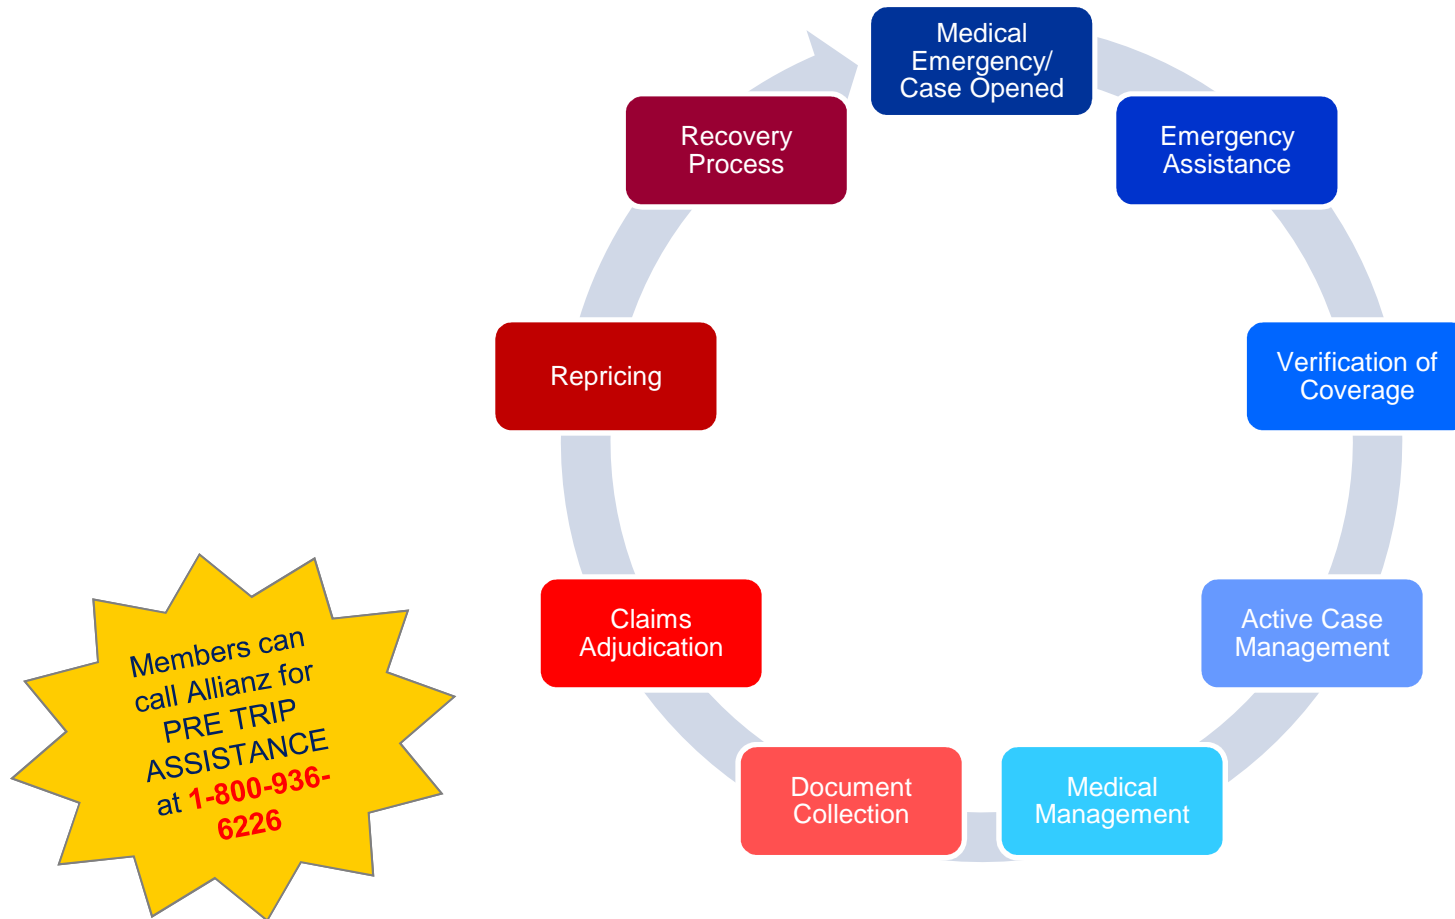 Medical
Emergency/
Case Opened
Emergency
Assistance
Verification of
Coverage
Active Case
Management
Medical
Management
Document
Collection
Claims
Adjudication
Repricing
Recovery
Process
Members can
call Allianz for
PRE TRIP
ASSISTANCE
at 1-800-936-
6226